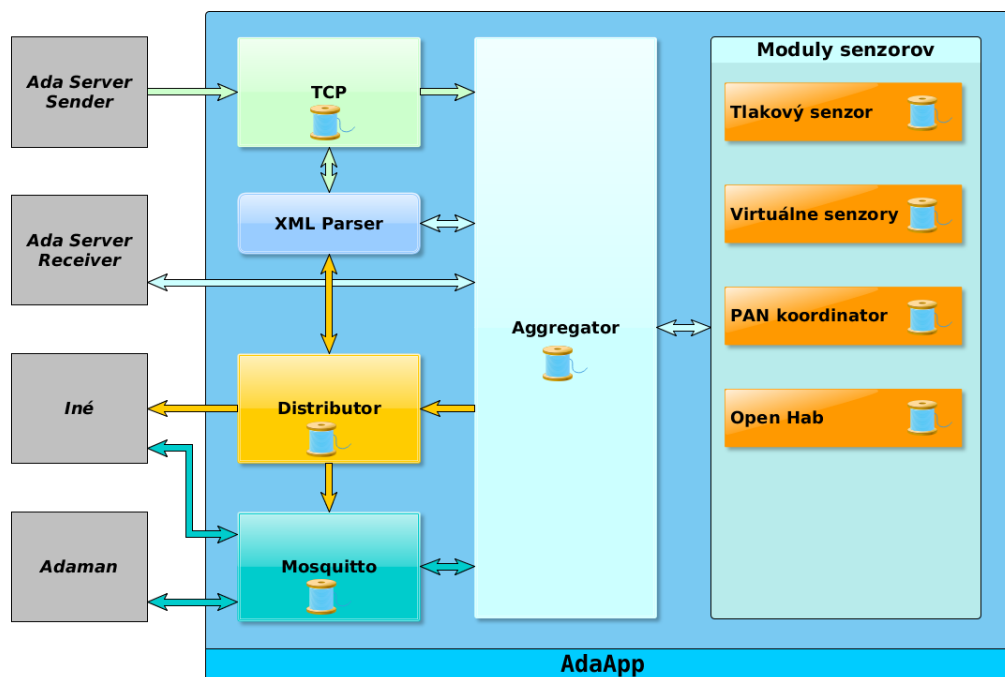 Ada Server
Sender
Ada Server
Receiver
Iné
Adaman
TCP
XML Parser
Distributor
Mosquitto
Aggregator
Moduly senzorov
Tlakový senzor
Virtuálne senzory
PAN koordinator
Open Hab
AdaApp